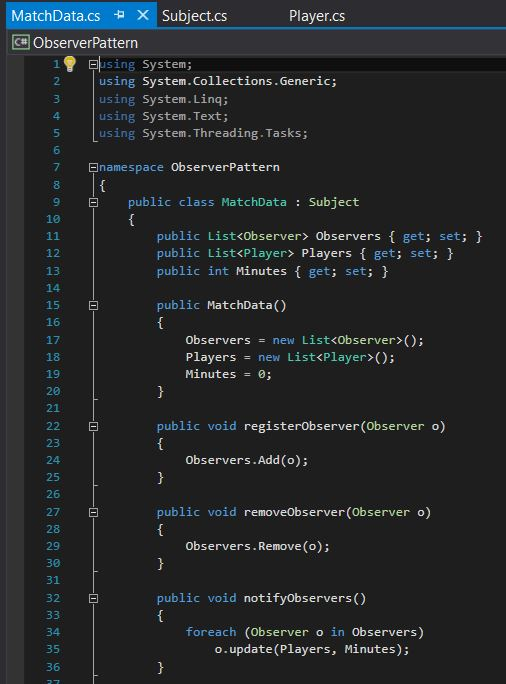 MatchData.cs Subject.cs Player.cs
C# ObserverPattern
1 using System;
2 using System.Collections.Generic;
3 using System.Linq;
4 using System.Text;
5 using System.Threading.Tasks;
6
7 namespace ObserverPattern
8 {
9 public class MatchData : Subject
10 {
11 public List<Observer> Observers { get; set; }
12 public List<Player> Players { get; set; }
13 public int Minutes { get; set; }
14
15 public MatchData()
16 {
17 Observers = new List<Observer>();
18 Players = new List<Player>();
19 Minutes = 0;
20 }
21
22 public void registerObserver(Observer o)
23 {
24 Observers.Add(o);
25 }
26
27 public void removeObserver(Observer o)
28 {
29 Observers.Remove(o);
30 }
31
32 public void notifyObservers()
33 {
34 foreach (Observer o in Observers)
35 o.update(Players, Minutes);
36 }
37